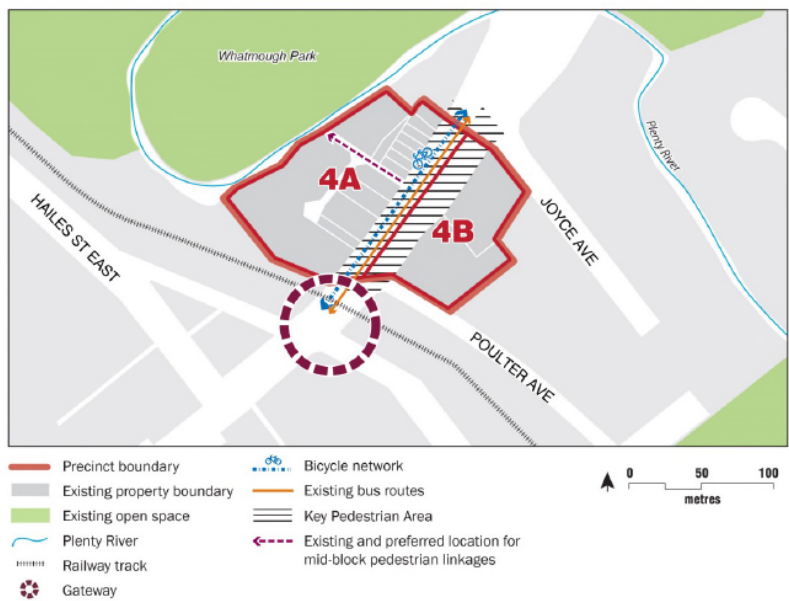 Whatmough Park
Plenty River
4A
4B
HAILES ST EAST
JOYCE AVE
POULTER AVE
Precinct boundary
Existing property boundary
Existing open space
Plenty River
Railway track
Gateway
Bicycle network
Existing bus routes
Key Pedestrian Area
Existing and preferred location for
mid-block pedestrian linkages
0 50 100
metres